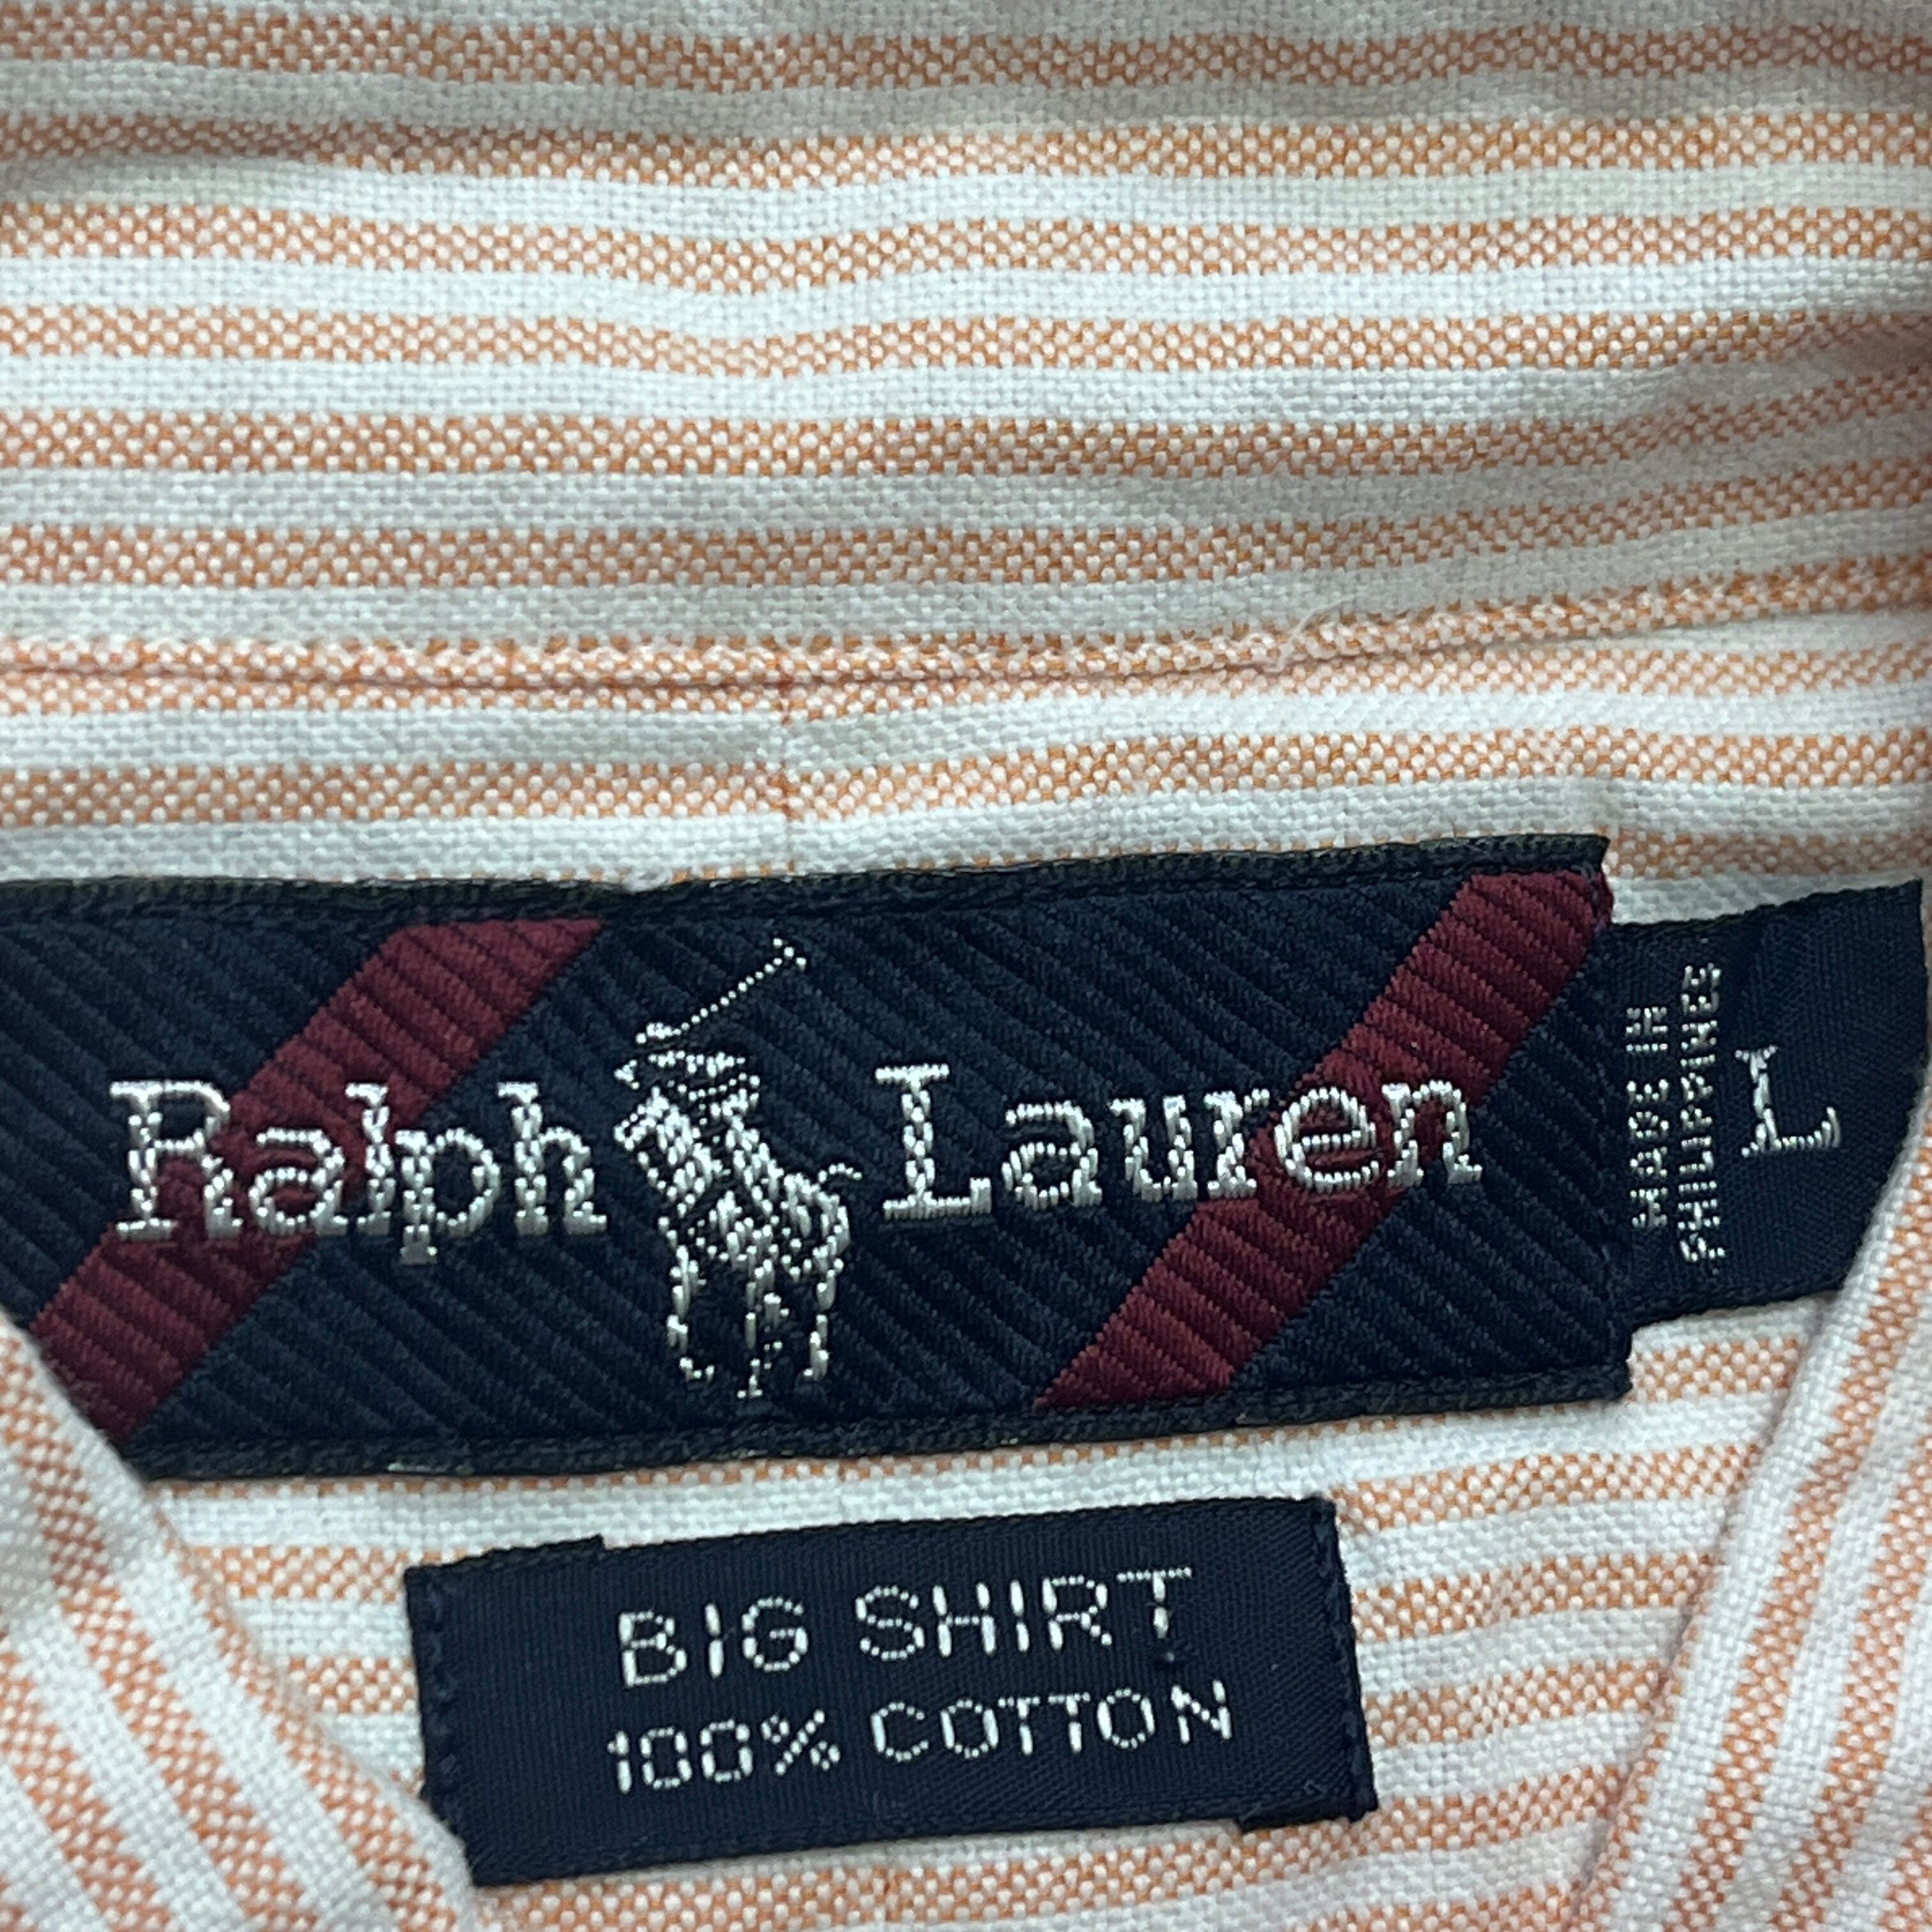 Ralph Lauren
MADE IN
PHILIPPINES
L
BIG SHIRT
100% COTTON